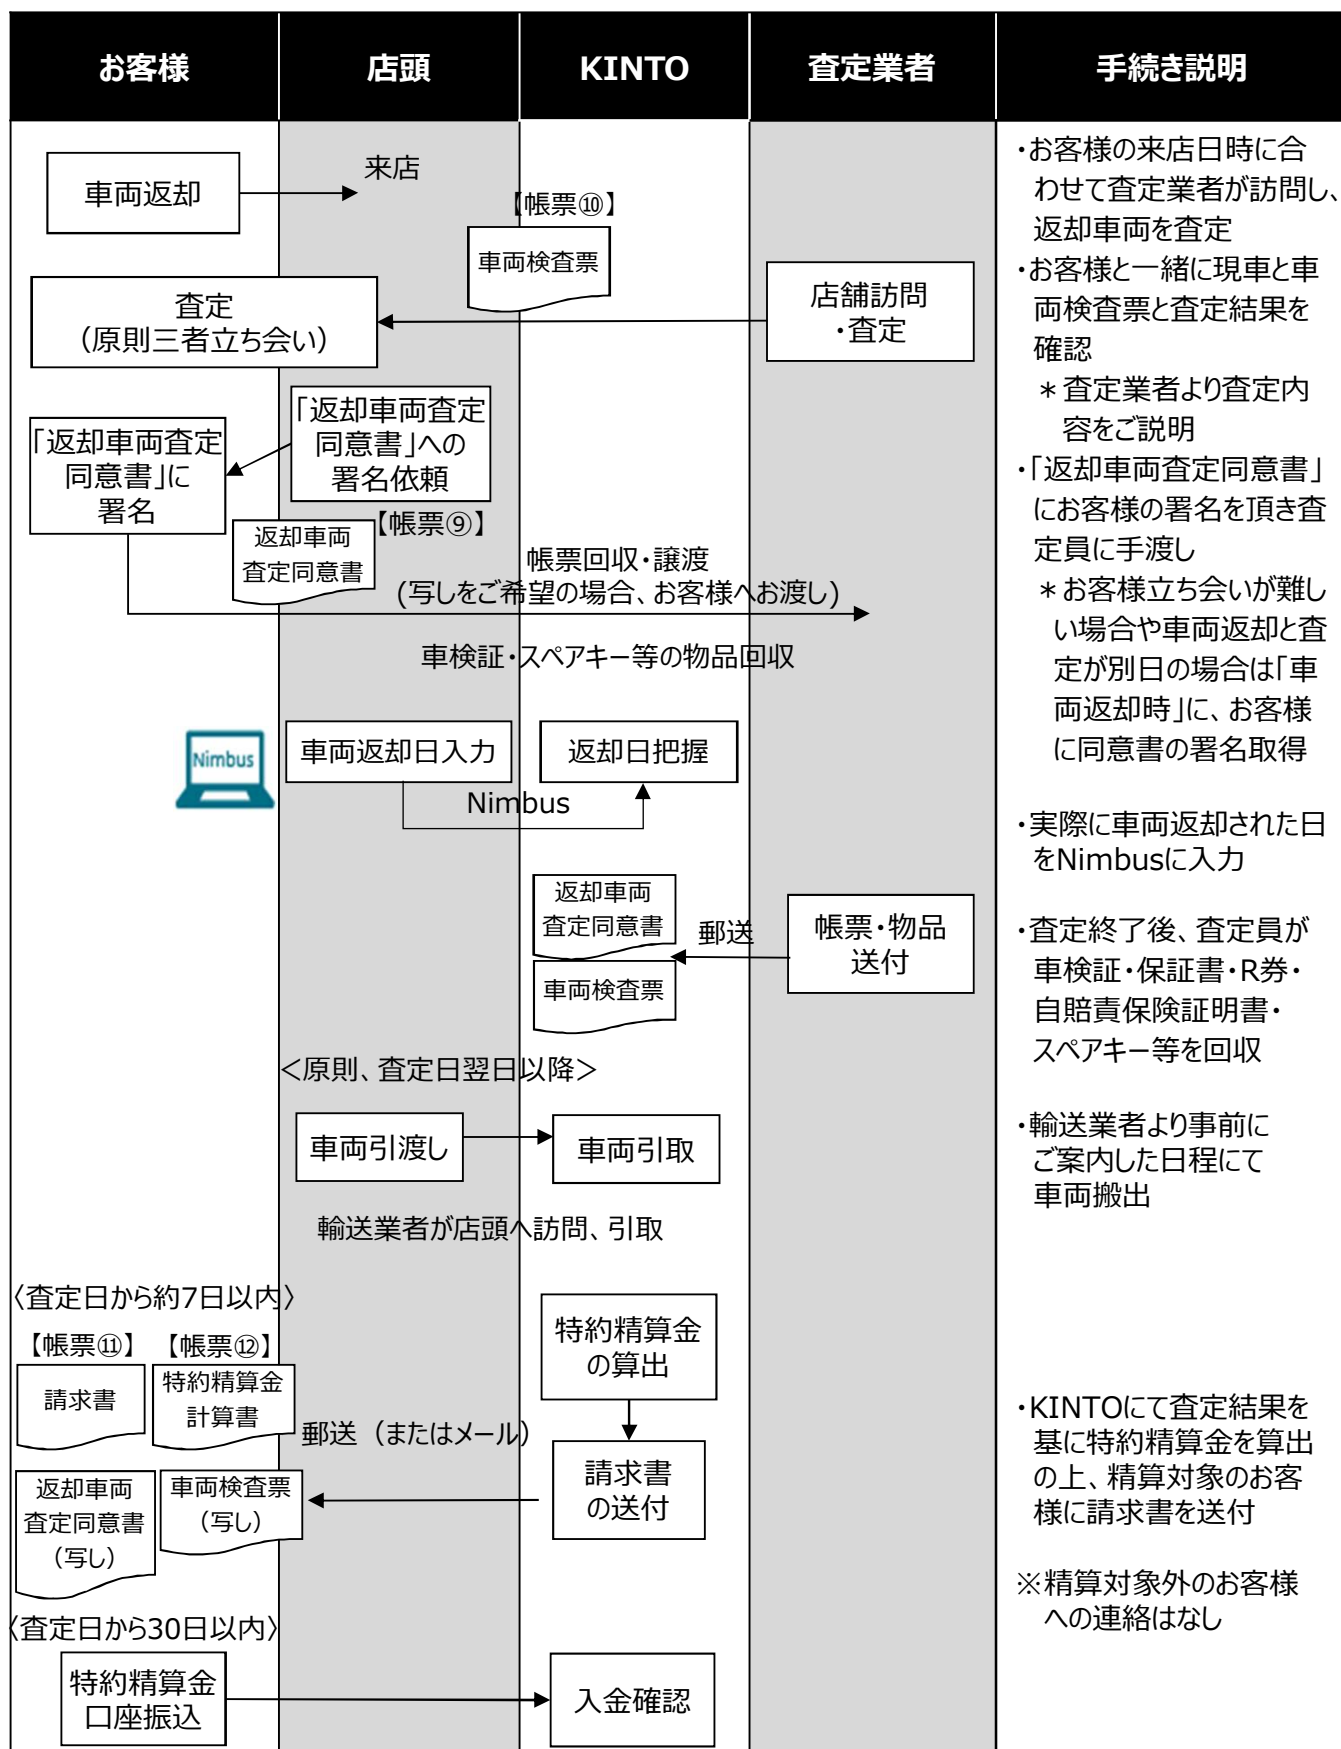 お客様
店頭
KINTO
査定業者
手続き説明
車両返却
来店
【帳票⑩】
車両検査票
査定
（原則三者立ち会い）
店舗訪問
・査定
「返却車両査定
同意書」への
署名依頼
「返却車両査定
同意書」に
署名
【帳票⑨】
返却車両
査定同意書
帳票回収・譲渡
(写しをご希望の場合、お客様へお渡し)
車検証・スペアキー等の物品回収
Nimbus
車両返却日入力
返却日把握
Nimbus
返却車両
査定同意書
車両検査票
郵送
帳票・物品
送付
＜原則、査定日翌日以降＞
車両引渡し
車両引取
輸送業者が店頭へ訪問、引取
〈査定日から約7日以内〉
【帳票⑪】
【帳票⑫】
請求書
特約精算金
計算書
特約精算金
の算出
郵送（またはメール）
返却車両
査定同意書
（写し）
車両検査票
（写し）
請求書
の送付
〈査定日から30日以内〉
特約精算金
口座振込
入金確認
・お客様の来店日時に合
わせて査定業者が訪問し、
返却車両を査定
・お客様と一緒に現車と車
両検査票と査定結果を
確認
＊査定業者より査定内
容をご説明
・「返却車両査定同意書」
にお客様の署名を頂き査
定員に手渡し
＊お客様立ち会いが難し
い場合や車両返却と査
定が別日の場合は「車
両返却時」に、お客様
に同意書の署名取得
・実際に車両返却された日
をNimbusに入力
・査定終了後、査定員が
車検証・保証書・R券・
自賠責保険証明書・
スペアキー等を回収
・輸送業者より事前に
ご案内した日程にて
車両搬出
・KINTOにて査定結果を
基に特約精算金を算出
の上、精算対象のお客
様に請求書を送付
※精算対象外のお客様
への連絡はなし